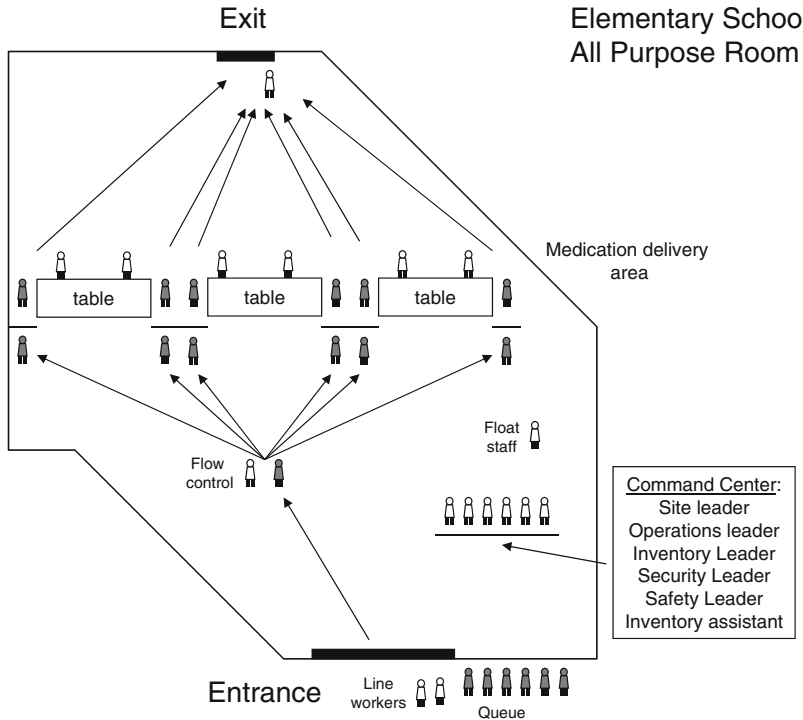 Exit
Elementary Schoo
All Purpose Room
Medication delivery
area
table
table
table
Float
staff
Flow
control
Command Center:
Site leader
Operations leader
Inventory Leader
Security Leader
Safety Leader
Inventory assistant
Entrance
Line
workers
Queue